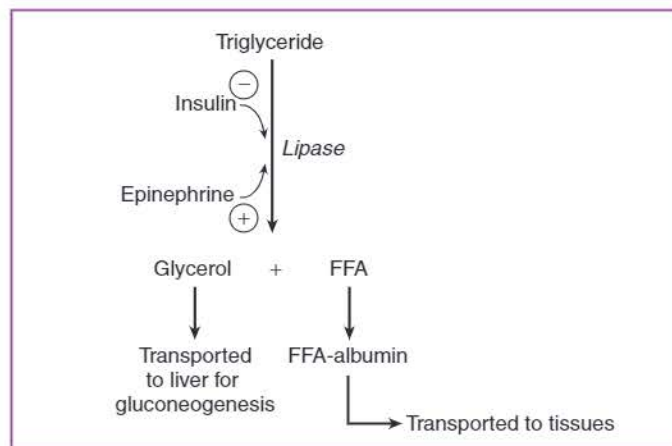 Triglyceride
−
Insulin
Lipase
Epinephrine
+
Glycerol + FFA
Transported FFA-albumin
to liver for
gluconeogenesis
Transported to tissues